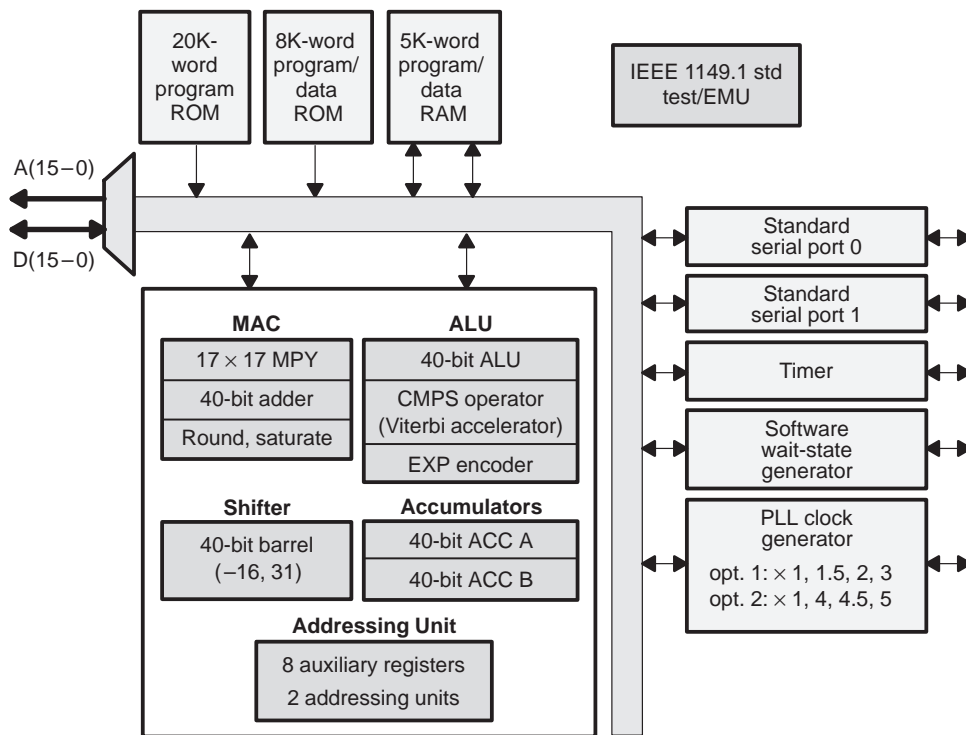 20K-
word
program
ROM
8K-word
program/
data
ROM
5K-word
program/
data
RAM
IEEE 1149.1 std
test/EMU
A(15–0)
D(15–0)
Standard
serial port 0
Standard
serial port 1
Timer
Software
wait-state
generator
PLL clock
generator
opt. 1: × 1, 1.5, 2, 3
opt. 2: × 1, 4, 4.5, 5
MAC
17 × 17 MPY
40-bit adder
Round, saturate
ALU
40-bit ALU
CMPS operator
(Viterbi accelerator)
EXP encoder
Shifter
40-bit barrel
(–16, 31)
Accumulators
40-bit ACC A
40-bit ACC B
Addressing Unit
8 auxiliary registers
2 addressing units